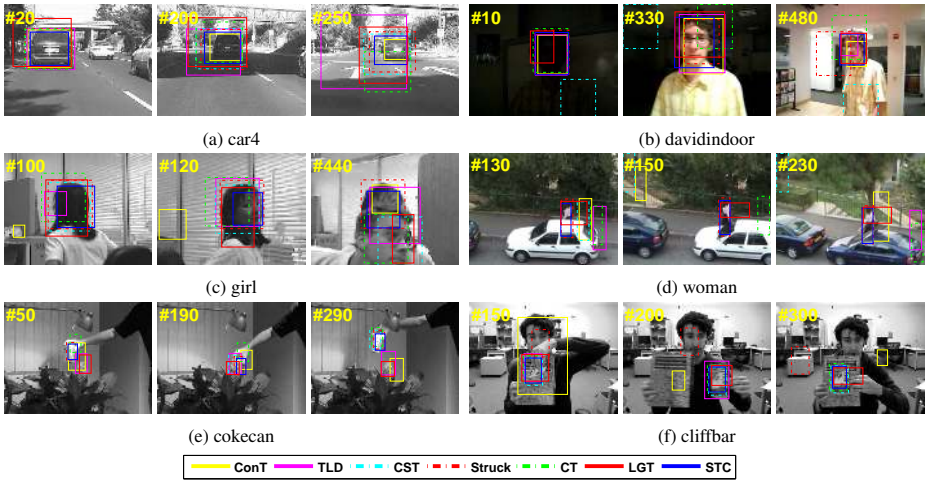 #20 #200 #250 #10 #330 #480
(a) car4 (b) davidindoor
#100 #120 #440 #130 #150 #230
(c) girl (d) woman
#50 #190 #290 #150 #200 #300
(e) cokecan (f) cliffbar
ConT TLD CST Struck CT LGT STC